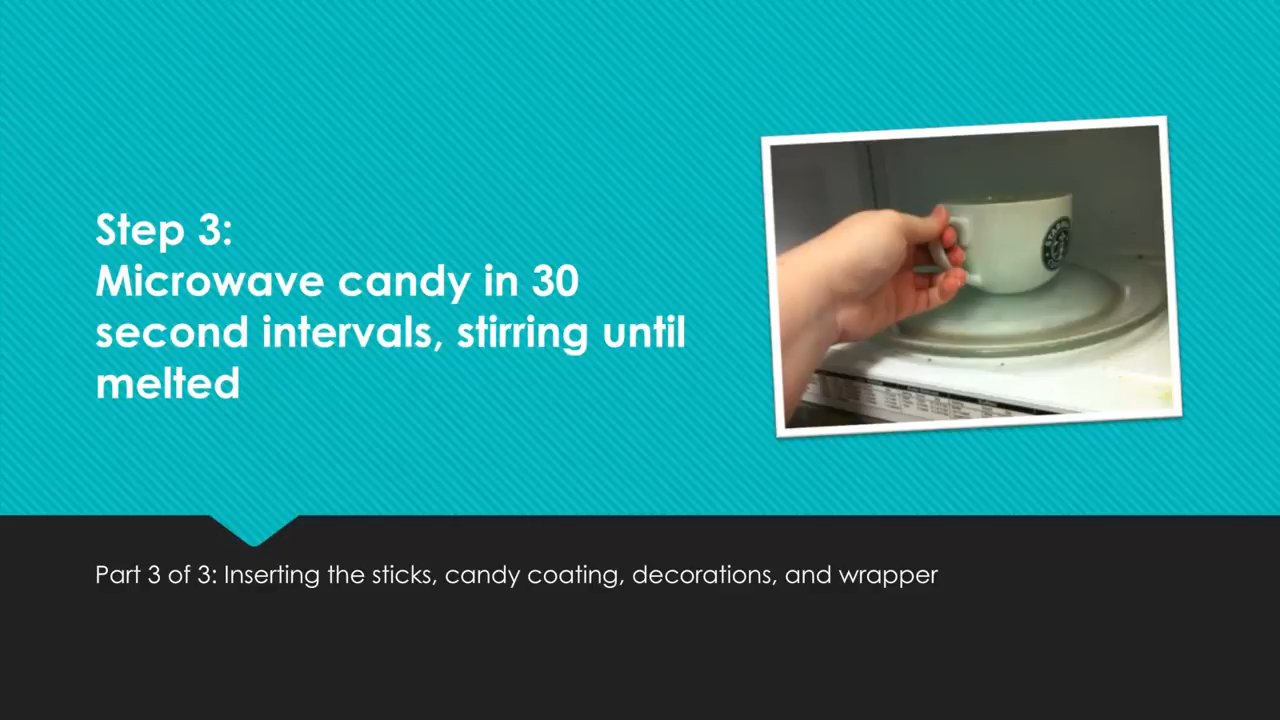 Step 3:
Microwave candy in 30
second intervals, stirring until
melted
Part 3 of 3: Inserting the sticks, candy coating, decorations, and wrapper